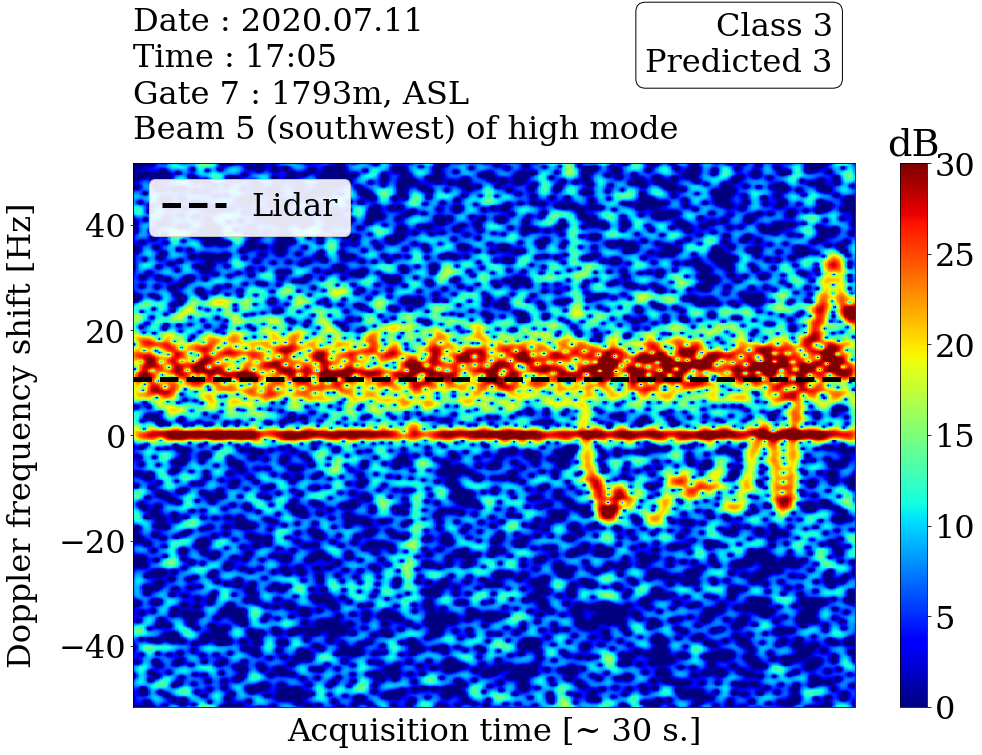 Date : 2020.07.11
Time : 17:05
Gate 7 : 1793m, ASL
Beam 5 (southwest) of high mode
Class 3
Predicted 3
dB
Lidar
Doppler frequency shift [Hz]
40
20
0
−20
−40
30
25
20
15
10
5
0
Acquisition time [~ 30 s.]